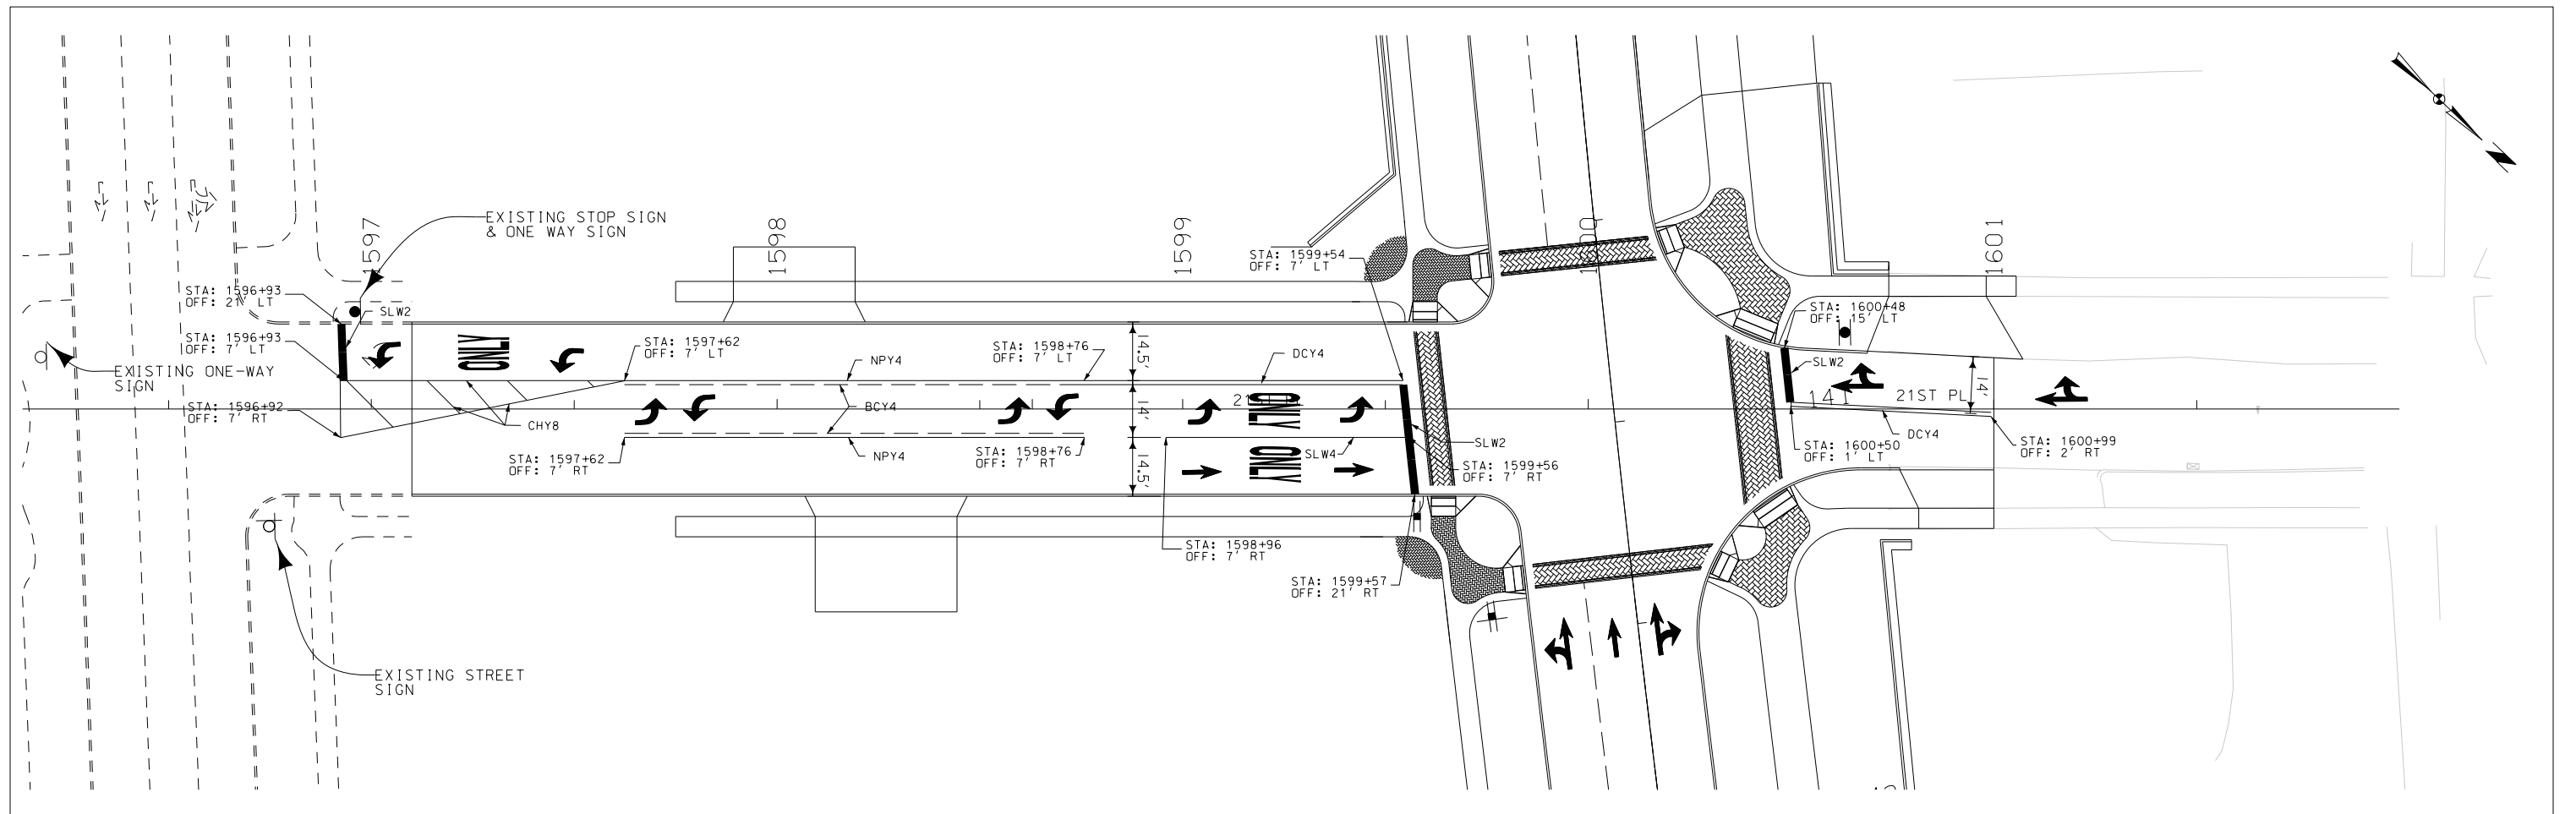 EXISTING STOP SIGN
& ONE WAY SIGN
1597
1598
1599
1600
1601
STA: 1596+93
OFF: 21' LT
SLW2
STA: 1596+93
OFF: 7' LT
EXISTING ONE-WAY
SIGN
STA: 1596+92
OFF: 7' RT
ONLY
CHY8
STA: 1597+62
OFF: 7' LT
NPY4
STA: 1598+76
OFF: 7' LT
BCY4
STA: 1597+62
OFF: 7' RT
NPY4
STA: 1598+76
OFF: 7' RT
14.5'
14'
14.5'
STA: 1599+54
OFF: 7' LT
DCY4
ONLY
ONLY
SLW4
SLW2
STA: 1599+56
OFF: 7' RT
STA: 1598+96
OFF: 7' RT
STA: 1599+57
OFF: 21' RT
STA: 1600+48
OFF: 15' LT
SLW2
14'
141
21ST PL
DCY4
STA: 1600+50
OFF: 1' LT
STA: 1600+99
OFF: 2' RT
EXISTING STREET
SIGN
N